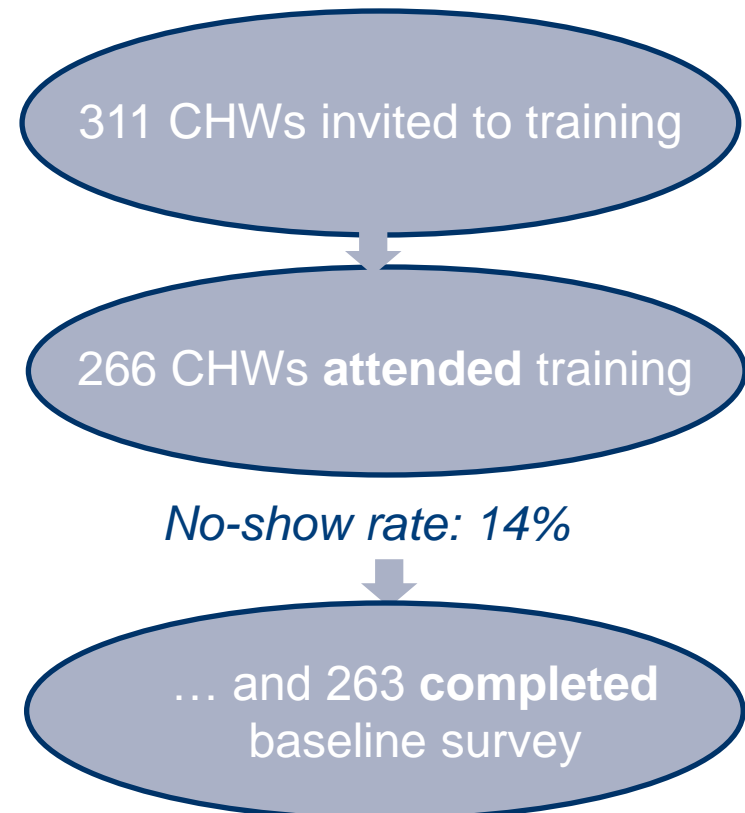 311 CHWs invited to training
266 CHWs attended training
No-show rate: 14%
… and 263 completed
baseline survey